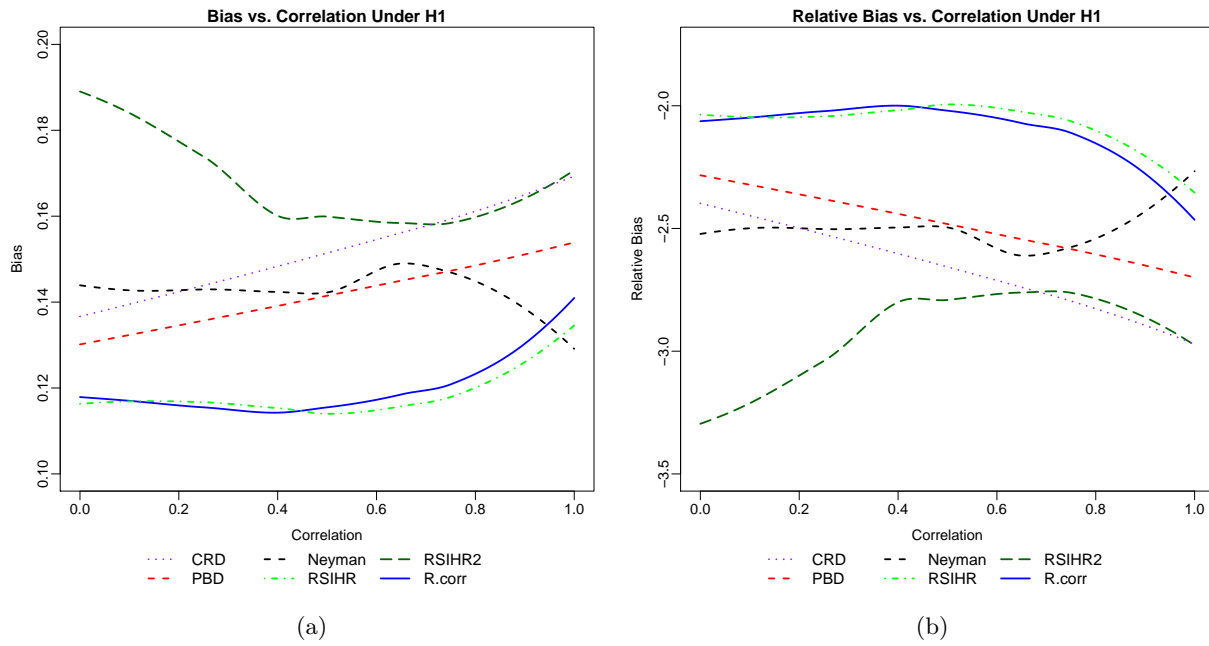 Bias vs. Correlation Under H1
Bias
0.20
0.18
0.16
0.14
0.12
0.10
0.0 0.2 0.4 0.6 0.8 1.0
Correlation
CRD Neyman RSIHR2
PBD RSIHR R.corr
(a)
Relative Bias vs. Correlation Under H1
Relative Bias
−2.0
−2.5
−3.0
−3.5
0.0 0.2 0.4 0.6 0.8 1.0
Correlation
CRD Neyman RSIHR2
PBD RSIHR R.corr
(b)